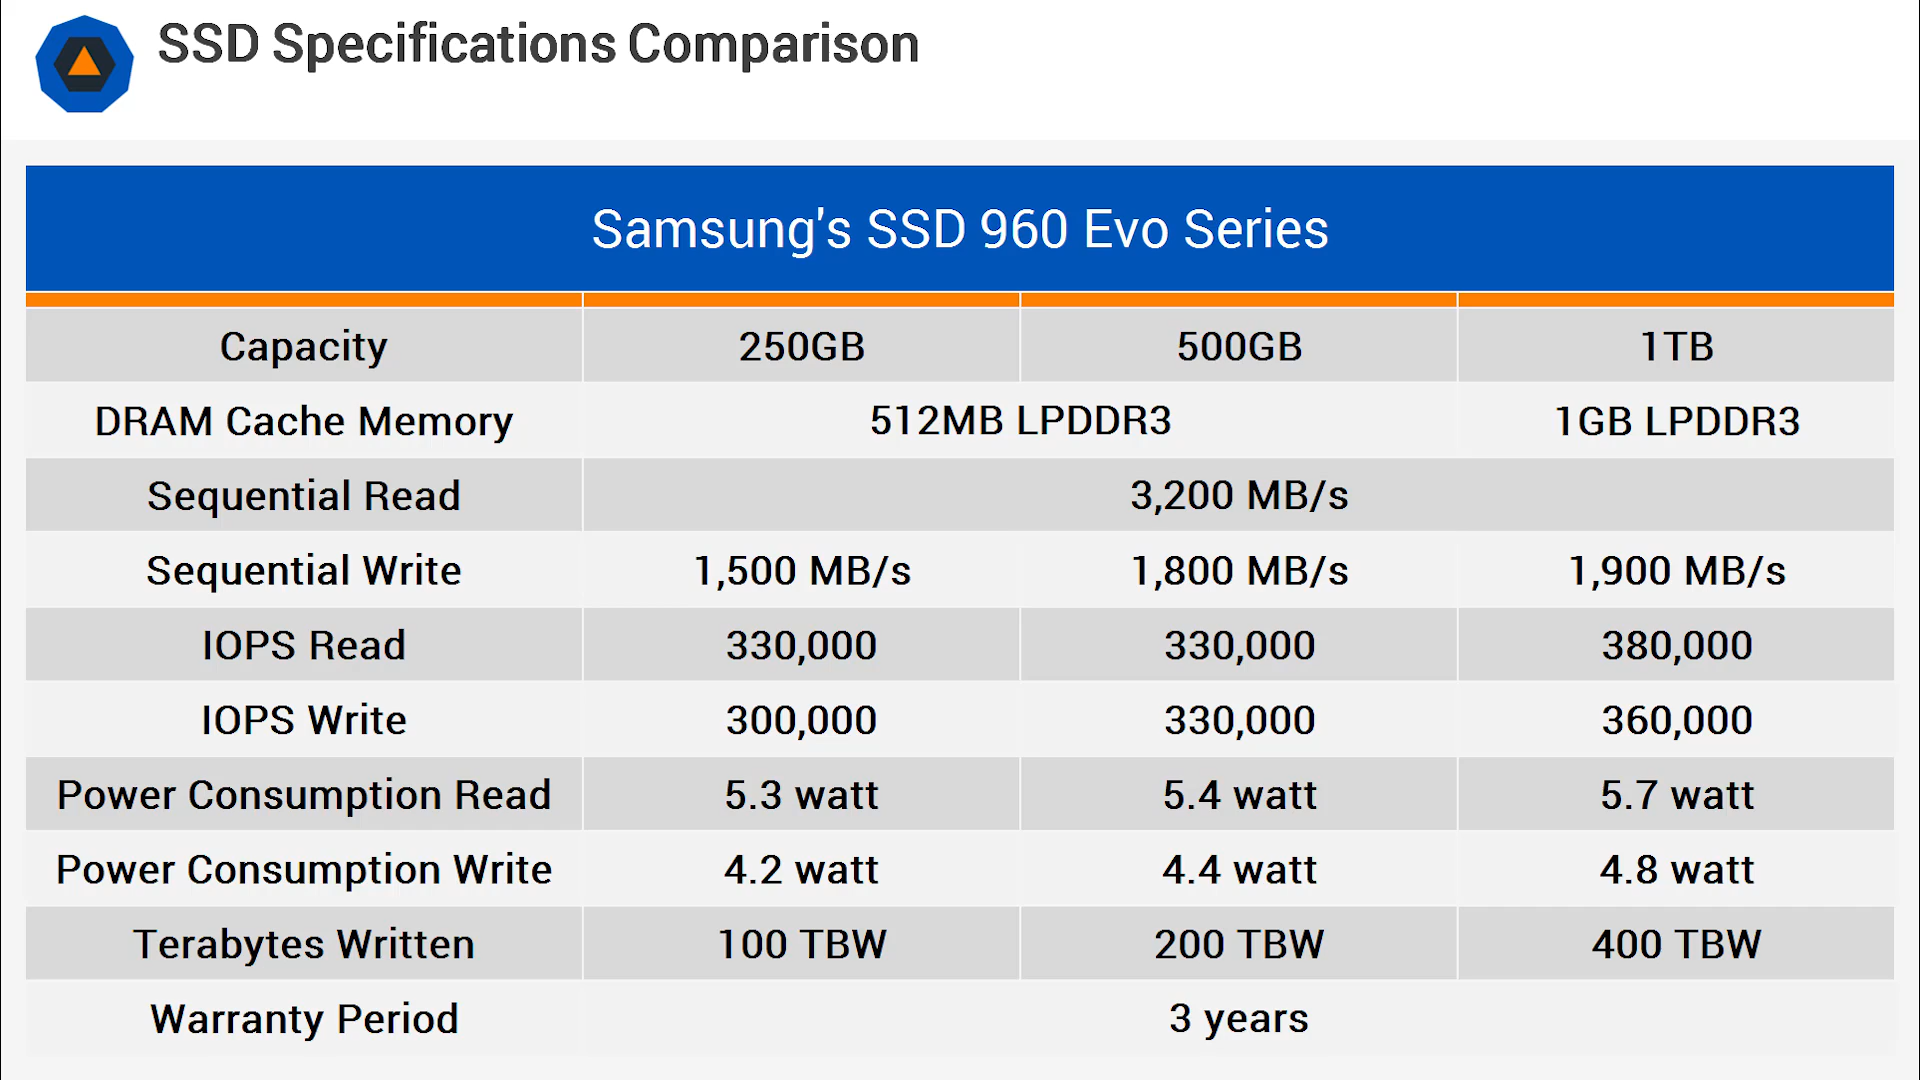 SSD Specifications Comparison
Samsung's SSD 960 Evo Series
Capacity 250GB 500GB 1TB
DRAM Cache Memory 512MB LPDDR3 1GB LPDDR3
Sequential Read 3,200 MB/s
Sequential Write 1,500 MB/s 1,800 MB/s 1,900 MB/s
IOPS Read 330,000 330,000 380,000
IOPS Write 300,000 330,000 360,000
Power Consumption Read 5.3 watt 5.4 watt 5.7 watt
Power Consumption Write 4.2 watt 4.4 watt 4.8 watt
Terabytes Written 100 TBW 200 TBW 400 TBW
Warranty Period 3 years